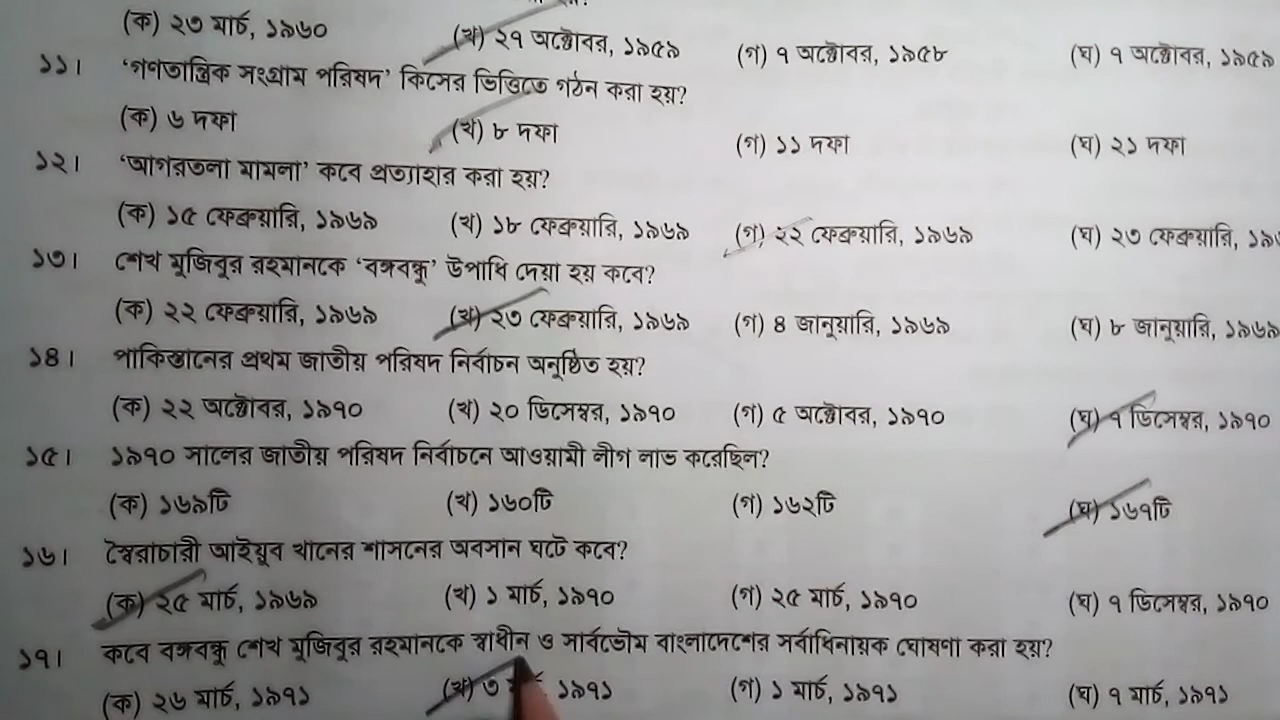 (ক) ২৩ মার্চ, ১৯৬০ (খ) ২৭ অক্টোবর, ১৯৫৯ (গ) ৭ অক্টোবর, ১৯৫৮ (ঘ) ৭ অক্টোবর, ১৯৫৯
১১। ‘গণতান্ত্রিক সংগ্রাম পরিষদ’ কিসের ভিত্তিতে গঠন করা হয়?
(ক) ৬ দফা (খ) ৮ দফা (গ) ১১ দফা (ঘ) ২১ দফা
১২। ‘আগরতলা মামলা’ কবে প্রত্যাহার করা হয়?
(ক) ১৫ ফেব্রুয়ারি, ১৯৬৯ (খ) ১৮ ফেব্রুয়ারি, ১৯৬৯ (গ) ২২ ফেব্রুয়ারি, ১৯৬৯ (ঘ) ২৩ ফেব্রুয়ারি,
১৩। শেখ মুজিবুর রহমানকে ‘বঙ্গবন্ধু’ উপাধি দেয়া হয় কবে?
(ক) ২২ ফেব্রুয়ারি, ১৯৬৯ (খ) ২৩ ফেব্রুয়ারি, ১৯৬৯ (গ) ৪ জানুয়ারি, ১৯৬৯ (ঘ) ৮ জানুয়ারি, ১৯৬৯
১৪। পাকিস্তানের প্রথম জাতীয় পরিষদ নির্বাচন অনুষ্ঠিত হয়?
(ক) ২২ অক্টোবর, ১৯৭০ (খ) ২০ ডিসেম্বর, ১৯৭০ (গ) ৫ অক্টোবর, ১৯৭০ (ঘ) ৭ ডিসেম্বর, ১৯৭০
১৫। ১৯৭০ সালের জাতীয় পরিষদ নির্বাচনে আওয়ামী লীগ লাভ করেছিল?
(ক) ১৬৯টি (খ) ১৬০টি (গ) ১৬২টি (ঘ) ১৬৭টি
১৬। স্বৈরাচারী আইয়ুব খানের শাসনের অবসান ঘটে কবে?
(ক) ২৫ মার্চ, ১৯৬৯ (খ) ১ মার্চ, ১৯৭০ (গ) ২৫ মার্চ, ১৯৭০ (ঘ) ৭ ডিসেম্বর, ১৯৭০
১৭। কবে বঙ্গবন্ধু শেখ মুজিবুর রহমানকে স্বাধীন ও সার্বভৌম বাংলাদেশের সর্বাধিনায়ক ঘোষণা করা হয়?
(ক) ২৬ মার্চ, ১৯৭১ (খ) ৩ ১৯৭১ (গ) ১ মার্চ, ১৯৭১ (ঘ) ৭ মার্চ, ১৯৭১